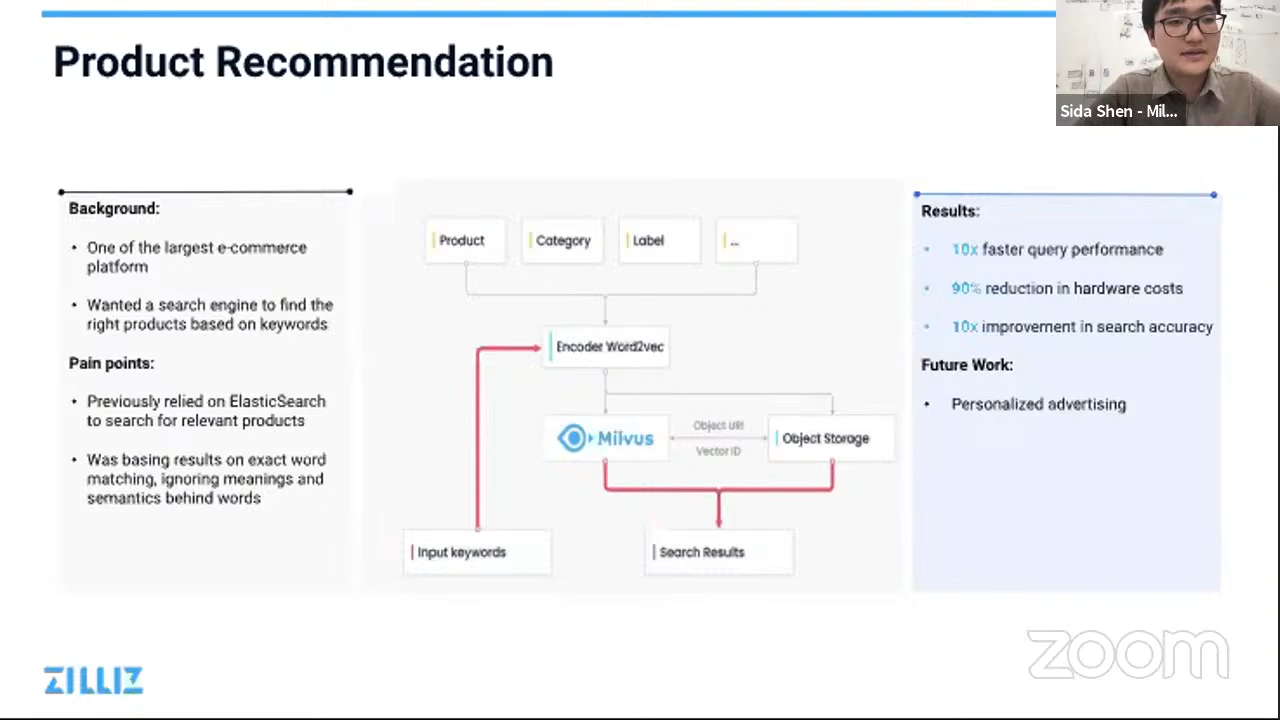 Product Recommendation
Sida Shen - Mil...
Background:
• One of the largest e-commerce
platform
• Wanted a search engine to find the
right products based on keywords
Pain points:
• Previously relied on ElasticSearch
to search for relevant products
• Was basing results on exact word
matching, ignoring meanings and
semantics behind words
Product
Category
Label
...
Encoder Word2vec
Milvus
Object URI
Vector ID
Object Storage
Input keywords
Search Results
Results:
• 10x faster query performance
• 90% reduction in hardware costs
• 10x improvement in search accuracy
Future Work:
• Personalized advertising
ZILLIZ
zoom